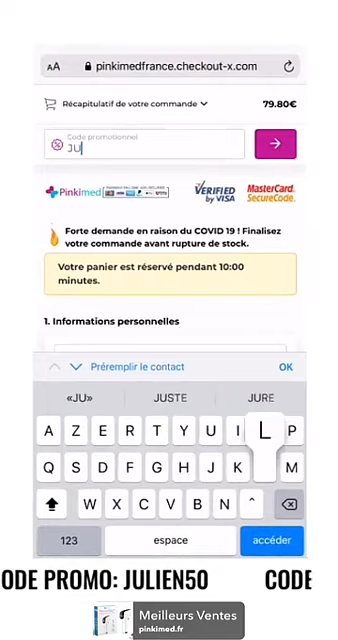 AA pinkimedfrance.checkout-x.com
Récapitulatif de votre commande 79.80€
Code promotionnel
JU
Pinkimed
VERIFIED
by VISA
MasterCard.
SecureCode.
Forte demande en raison du COVID 19 ! Finalisez
votre commande avant rupture de stock.
Votre panier est réservé pendant 10:00
minutes.
1. Informations personnelles
Préremplir le contact OK
«JU» JUSTE JURE
A Z E R T Y U I L P
Q S D F G H J K M
W X C V B N ^
123 espace accéder
ODE PROMO: JULIEN50 CODE
Meilleurs Ventes
pinkimed.fr